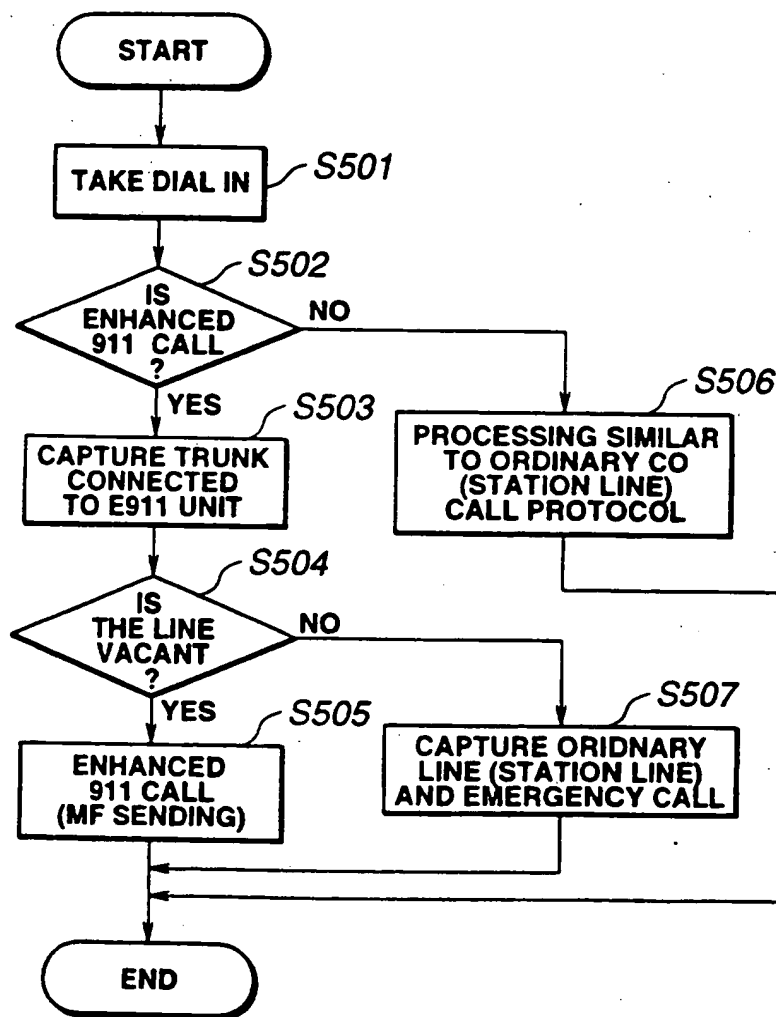 START
TAKE DIAL IN
S501
S502
IS
ENHANCED
911 CALL
?
NO
YES
S503
S506
CAPTURE TRUNK
CONNECTED
TO E911 UNIT
PROCESSING SIMILAR
TO ORDINARY CO
(STATION LINE)
CALL PROTOCOL
S504
IS
THE LINE
VACANT
?
NO
YES
S505
S507
ENHANCED
911 CALL
(MF SENDING)
CAPTURE ORIDNARY
LINE (STATION LINE)
AND EMERGENCY CALL
END